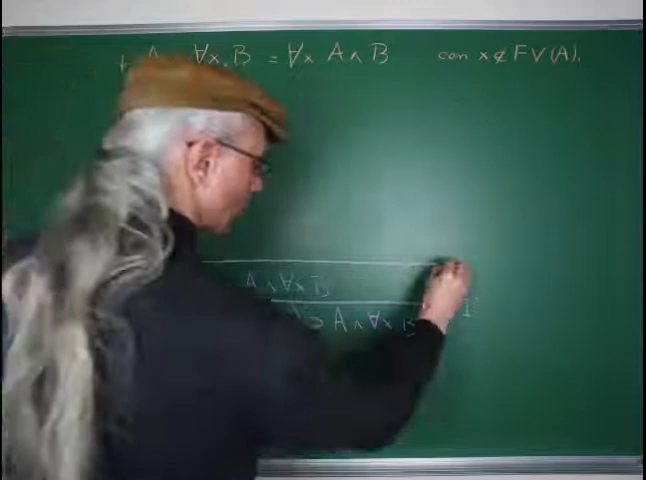 ⊢ A ∀x. B = ∀x A ∧ B con x ∉ FV(A).
A ∧ ∀x B
⊃ A ∧ ∀x B I